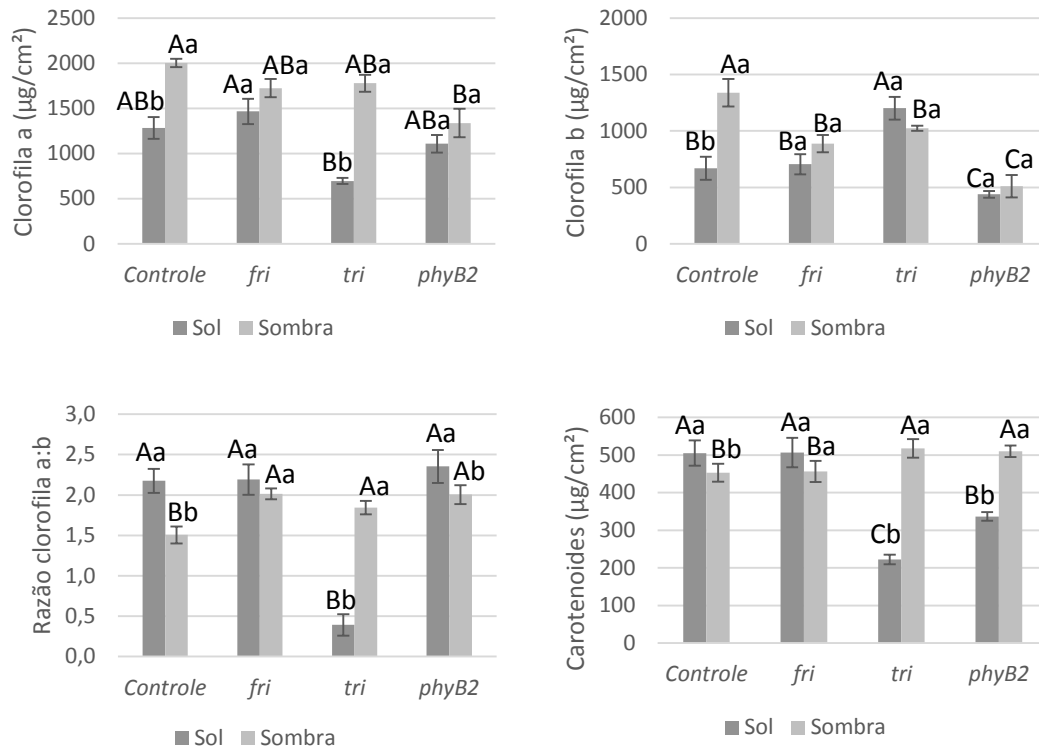 Clorofila a (µg/cm²)
2500
2000
1500
1000
500
0
ABb Aa
Aa ABa
Bb ABa
ABa Ba
Controle fri tri phyB2
Sol Sombra
Clorofila b (µg/cm²)
2000
1500
1000
500
0
Bb Aa
Ba Ba
Aa Ba
Ca Ca
Controle fri tri phyB2
Sol Sombra
Razão clorofila a:b
3,0
2,5
2,0
1,5
1,0
0,5
0,0
Aa Bb
Aa Aa
Bb Aa
Aa Ab
Controle fri tri phyB2
Sol Sombra
Carotenoides (µg/cm²)
600
500
400
300
200
100
0
Aa Bb
Aa Ba
Cb Aa
Bb Aa
Controle fri tri phyB2
Sol Sombra